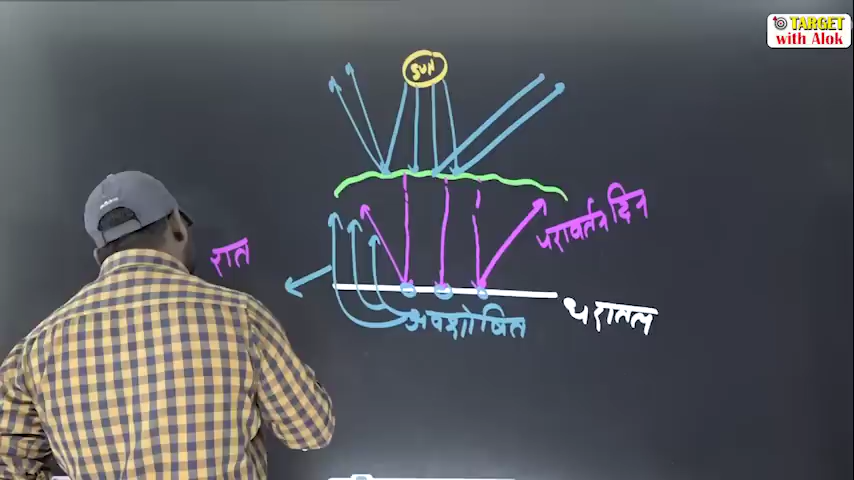 TARGET
with Alok
SUN
परावर्तन दिन
रात
धरातल
अवशोषित